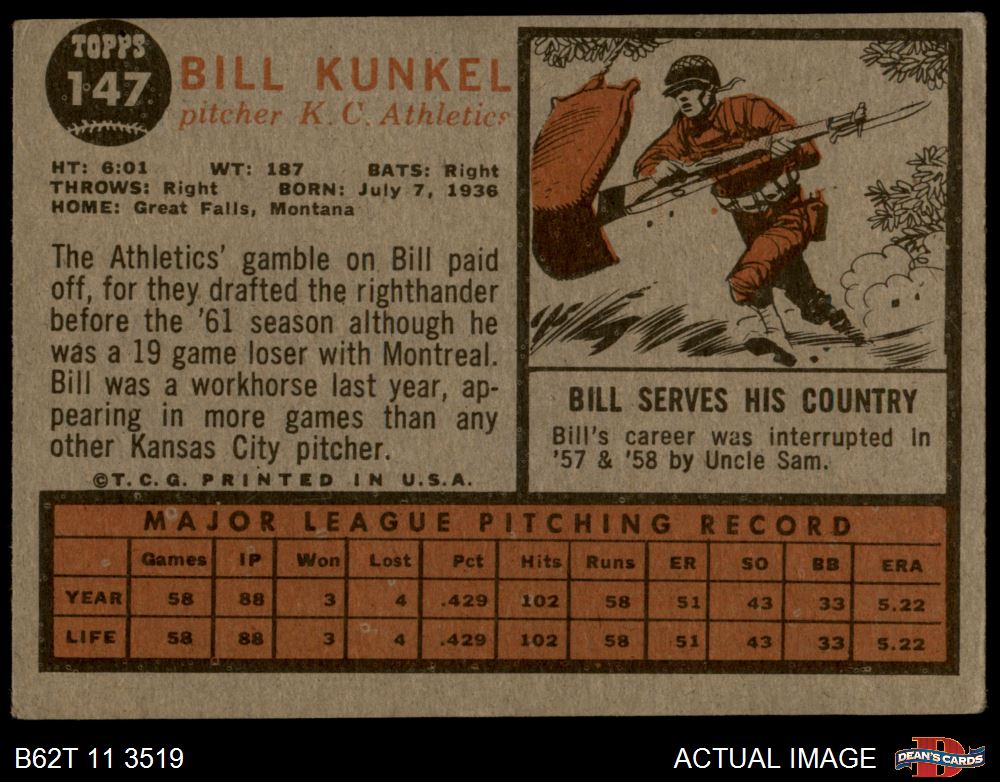 TOPPS
147
BILL KUNKEL
pitcher K. C. Athletics
HT: 6:01 WT: 187 BATS: Right
THROWS: Right BORN: July 7, 1936
HOME: Great Falls, Montana
The Athletics' gamble on Bill paid
off, for they drafted the righthander
before the '61 season although he
was a 19 game loser with Montreal.
Bill was a workhorse last year, ap-
pearing in more games than any
other Kansas City pitcher.
©T. C. G. PRINTED IN U.S.A.
BILL SERVES HIS COUNTRY
Bill's career was interrupted in
'57 & '58 by Uncle Sam.
MAJOR LEAGUE PITCHING RECORD
Games IP Won Lost Pct Hits Runs ER SO BB ERA
YEAR 58 88 3 4 .429 102 58 51 43 33 5.22
LIFE 58 88 3 4 .429 102 58 51 43 33 5.22
B62T 11 3519
ACTUAL IMAGE
D
DEAN'S CARDS